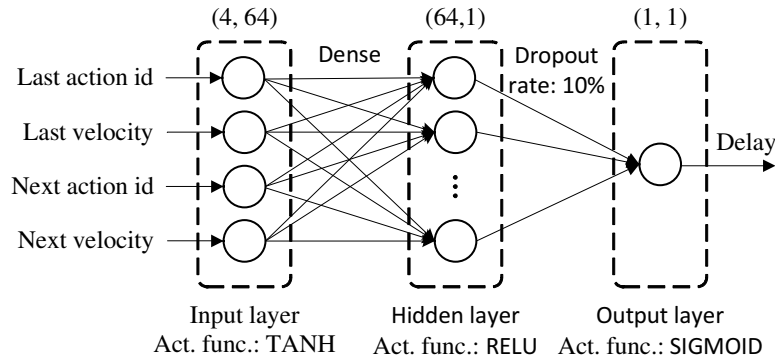 (4, 64)
(64,1)
(1, 1)
Dense
Dropout
rate: 10%
Last action id
Last velocity
Next action id
Next velocity
Delay
Input layer
Act. func.: TANH
Hidden layer
Act. func.: RELU
Output layer
Act. func.: SIGMOID